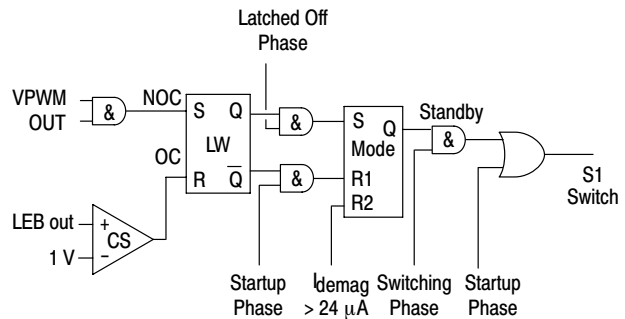 Latched Off
Phase
VPWM
OUT
&
NOC
S
Q
LW
OC
R
Q
&
&
S
Q
Mode
R1
R2
Standby
&
S1
Switch
LEB out
+
CS
1 V
−
Startup
Phase
Idemag
> 24 μA
Switching
Phase
Startup
Phase